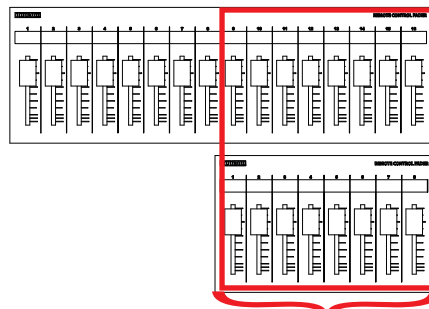 REMOTE CONTROL FADER
1 2 3 4 5 6 7 8 9 10 11 12 13 14 15 16
REMOTE CONTROL FADER
1 2 3 4 5 6 7 8